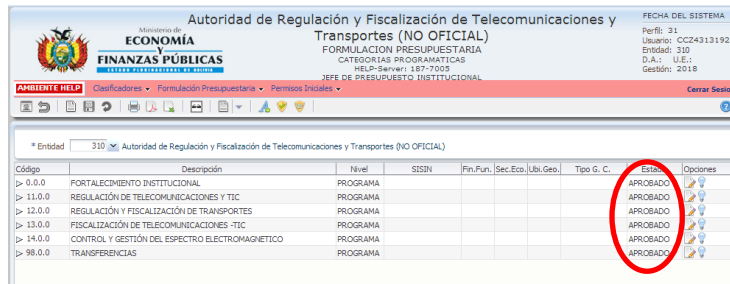 Autoridad de Regulación y Fiscalización de Telecomunicaciones y
Transportes (NO OFICIAL)
FORMULACION PRESUPUESTARIA
CATEGORIAS PROGRAMATICAS
HELP-Server: 187-7005
JEFE DE PRESUPUESTO INSTITUCIONAL
Ministerio de
ECONOMÍA
Y
FINANZAS PÚBLICAS
ESTADO PLURINACIONAL DE BOLIVIA
FECHA DEL SISTEMA
Perfil: 31
Usuario: CCZ4313192
Entidad: 310
D.A.: U.E.:
Gestión: 2018
AMBIENTE HELP Clasificadores Formulación Presupuestaria Permisos Iniciales Cerrar Sesio
* Entidad 310 Autoridad de Regulación y Fiscalización de Telecomunicaciones y Transportes (NO OFICIAL)
Código Descripción Nivel SISIN Fin.Fun. Sec.Eco. Ubi.Geo. Tipo G. C. Estado Opciones
0.0.0 FORTALECIMIENTO INSTITUCIONAL PROGRAMA APROBADO
11.0.0 REGULACIÓN DE TELECOMUNICACIONES Y TIC PROGRAMA APROBADO
12.0.0 REGULACIÓN Y FISCALIZACIÓN DE TRANSPORTES PROGRAMA APROBADO
13.0.0 FISCALIZACIÓN DE TELECOMUNICACIONES -TIC PROGRAMA APROBADO
14.0.0 CONTROL Y GESTIÓN DEL ESPECTRO ELECTROMAGNETICO PROGRAMA APROBADO
98.0.0 TRANSFERENCIAS PROGRAMA APROBADO